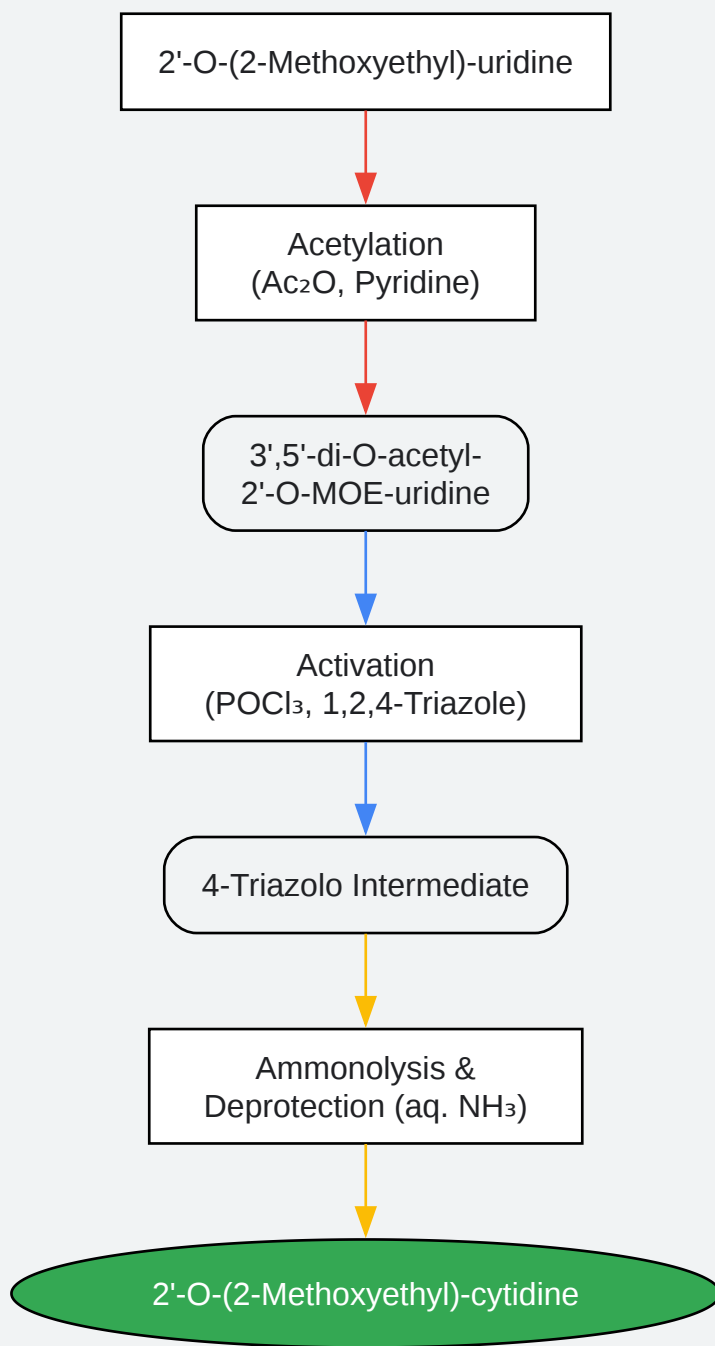 2'-O-(2-Methoxyethyl)-uridine
Acetylation
(Ac₂O, Pyridine)
3',5'-di-O-acetyl-
2'-O-MOE-uridine
Activation
(POCl₃, 1,2,4-Triazole)
4-Triazolo Intermediate
Ammonolysis &
Deprotection (aq. NH₃)
2'-O-(2-Methoxyethyl)-cytidine